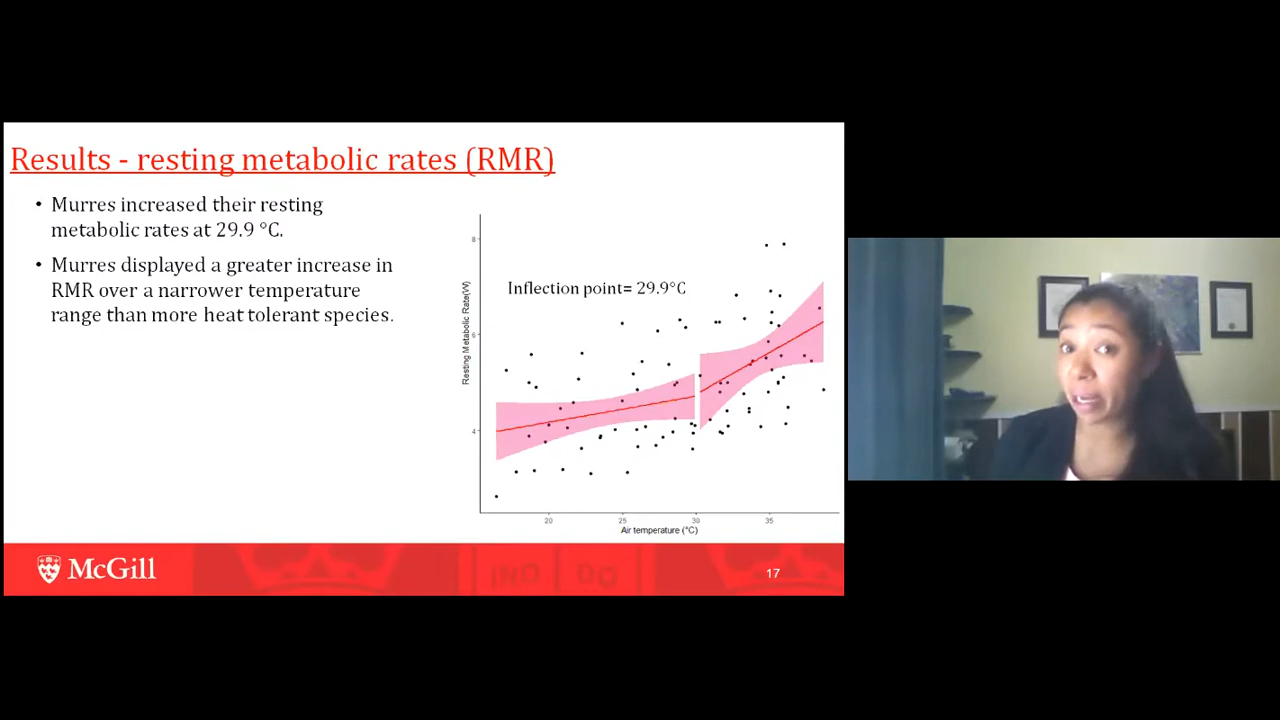 Results - resting metabolic rates (RMR)
• Murres increased their resting
metabolic rates at 29.9 °C.
• Murres displayed a greater increase in
RMR over a narrower temperature
range than more heat tolerant species.
Inflection point= 29.9°C
Resting Metabolic Rate(W)
8
6
4
20 25 30 35
Air temperature (°C)
McGill
17